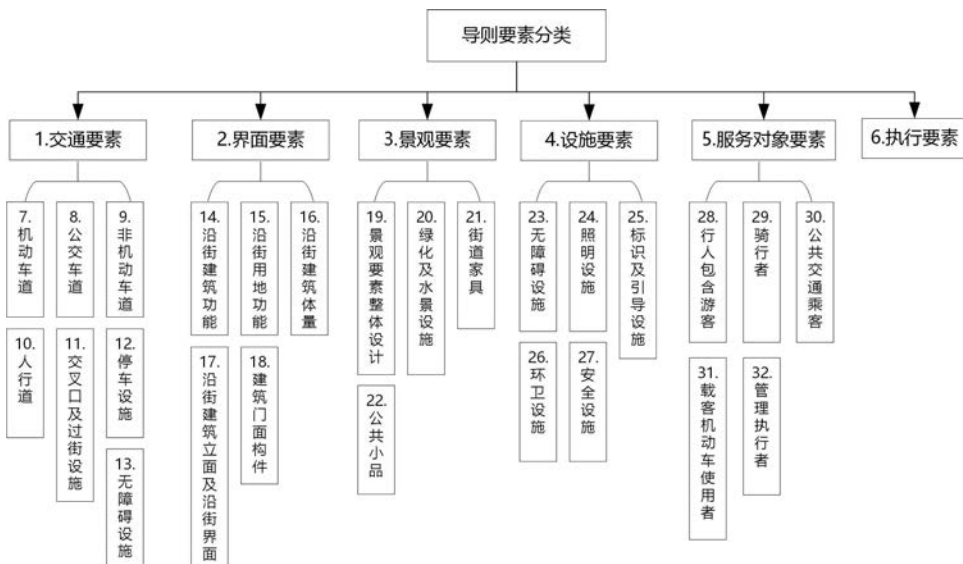 导则要素分类
1.交通要素
2.界面要素
3.景观要素
4.设施要素
5.服务对象要素
6.执行要素
7.机动车道
8.公交车道
9.非机动车道
10.人行道
11.交叉口及过街设施
12.停车设施
13.无障碍设施
14.沿街建筑功能
15.沿街用地功能
16.沿街建筑体量
17.沿街建筑立面及沿街界面
18.建筑门面构件
19.景观要素整体设计
20.绿化及水景设施
21.街道家具
22.公共小品
23.无障碍设施
24.照明设施
25.标识及引导设施
26.环卫设施
27.安全设施
28.行人包含游客
29.骑行者
30.公共交通乘客
31.载客机动车使用者
32.管理执行者